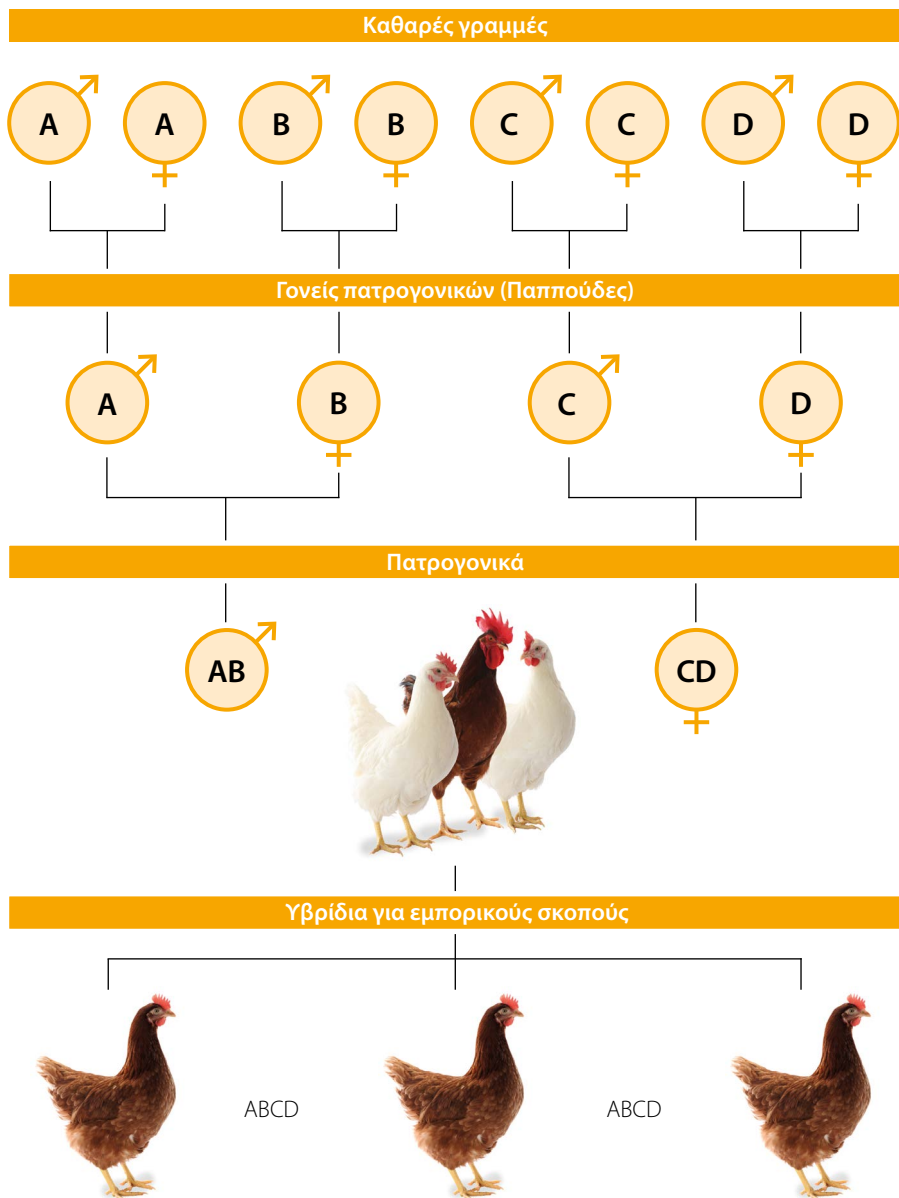 Καθαρές γραμμές
A A B B C C D D
Γονείς πατρογονικών (Παππούδες)
A B C D
Πατρογονικά
AB CD
Υβρίδια για εμπορικούς σκοπούς
ABCD ABCD